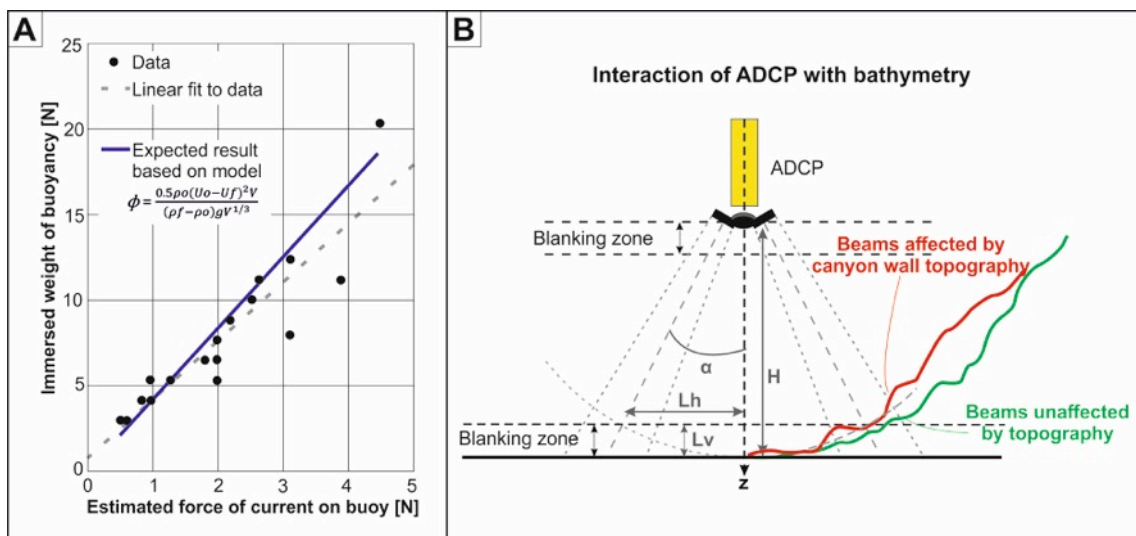 A
25
20
15
10
5
0
Immersed weight of buoyancy [N]
Data
Linear fit to data
Expected result
based on model
ϕ = 0.5ρo(Uo−Uf)²V / (ρf−ρo)gV^1/3
0 1 2 3 4 5
Estimated force of current on buoy [N]
B
Interaction of ADCP with bathymetry
ADCP
Blanking zone
Beams affected by
canyon wall topography
α
H
Lh
Beams unaffected
by topography
Blanking zone
Lv
z